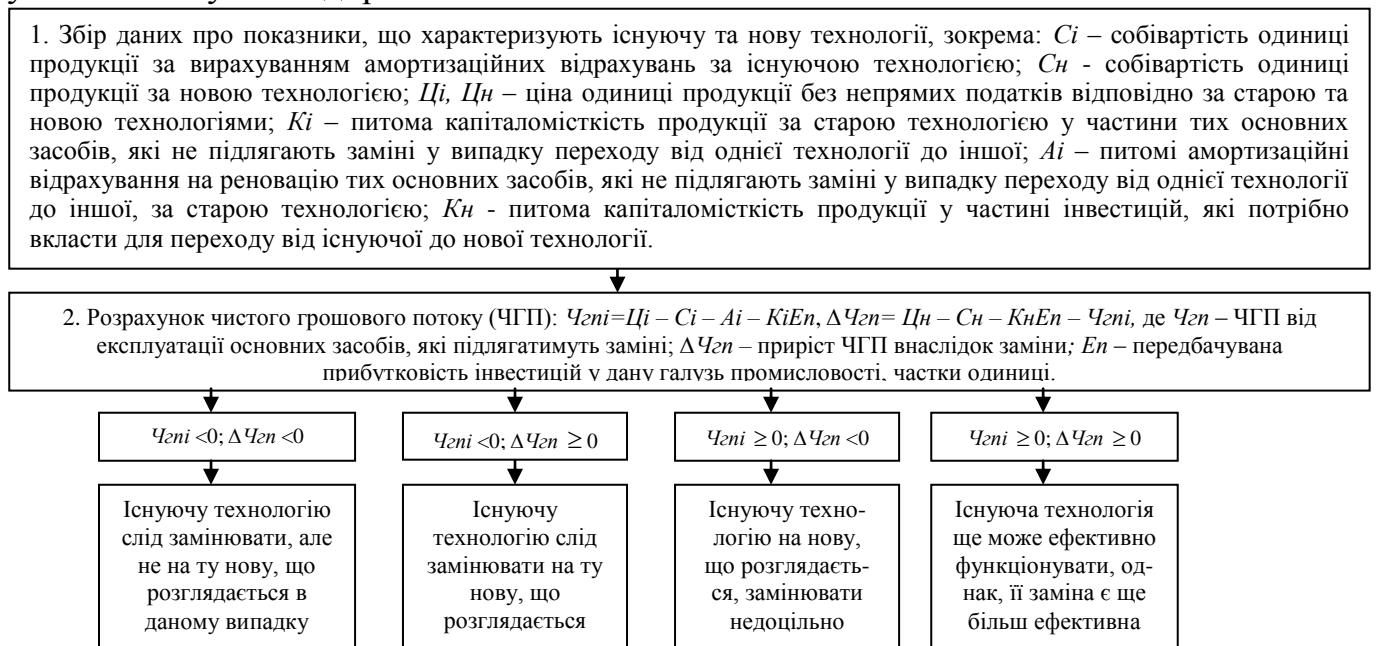 1. Збір даних про показники, що характеризують існуючу та нову технології, зокрема: Сі – собівартість одиниці
продукції за вирахуванням амортизаційних відрахувань за існуючою технологією; Сн - собівартість одиниці
продукції за новою технологією; Ці, Цн – ціна одиниці продукції без непрямих податків відповідно за старою та
новою технологіями; Кі – питома капіталомісткість продукції за старою технологією у частини тих основних
засобів, які не підлягають заміні у випадку переходу від однієї технології до іншої; Аі – питомі амортизаційні
відрахування на реновацію тих основних засобів, які не підлягають заміні у випадку переходу від однієї технології
до іншої, за старою технологією; Кн - питома капіталомісткість продукції у частині інвестицій, які потрібно
вкласти для переходу від існуючої до нової технології.
2. Розрахунок чистого грошового потоку (ЧГП): Чгпі=Ці – Сі – Аі – КіЕп, ΔЧгп= Цн – Сн – КнЕп – Чгпі, де Чгп – ЧГП від
експлуатації основних засобів, які підлягатимуть заміні; ΔЧгп – приріст ЧГП внаслідок заміни; Еп – передбачувана
прибутковість інвестицій у дану галузь промисловості, частки одиниці.
Чгпі <0; ΔЧгп <0
Чгпі <0; ΔЧгп ≥ 0
Чгпі ≥ 0; ΔЧгп <0
Чгпі ≥ 0; ΔЧгп ≥ 0
Існуючу технологію
слід замінювати, але
не на ту нову, що
розглядається в
даному випадку
Існуючу
технологію слід
замінювати на ту
нову, що
розглядається
Існуючу техно-
логію на нову,
що розглядаєть-
ся, замінювати
недоцільно
Існуюча технологія
ще може ефективно
функціонувати, од-
нак, її заміна є ще
більш ефективна